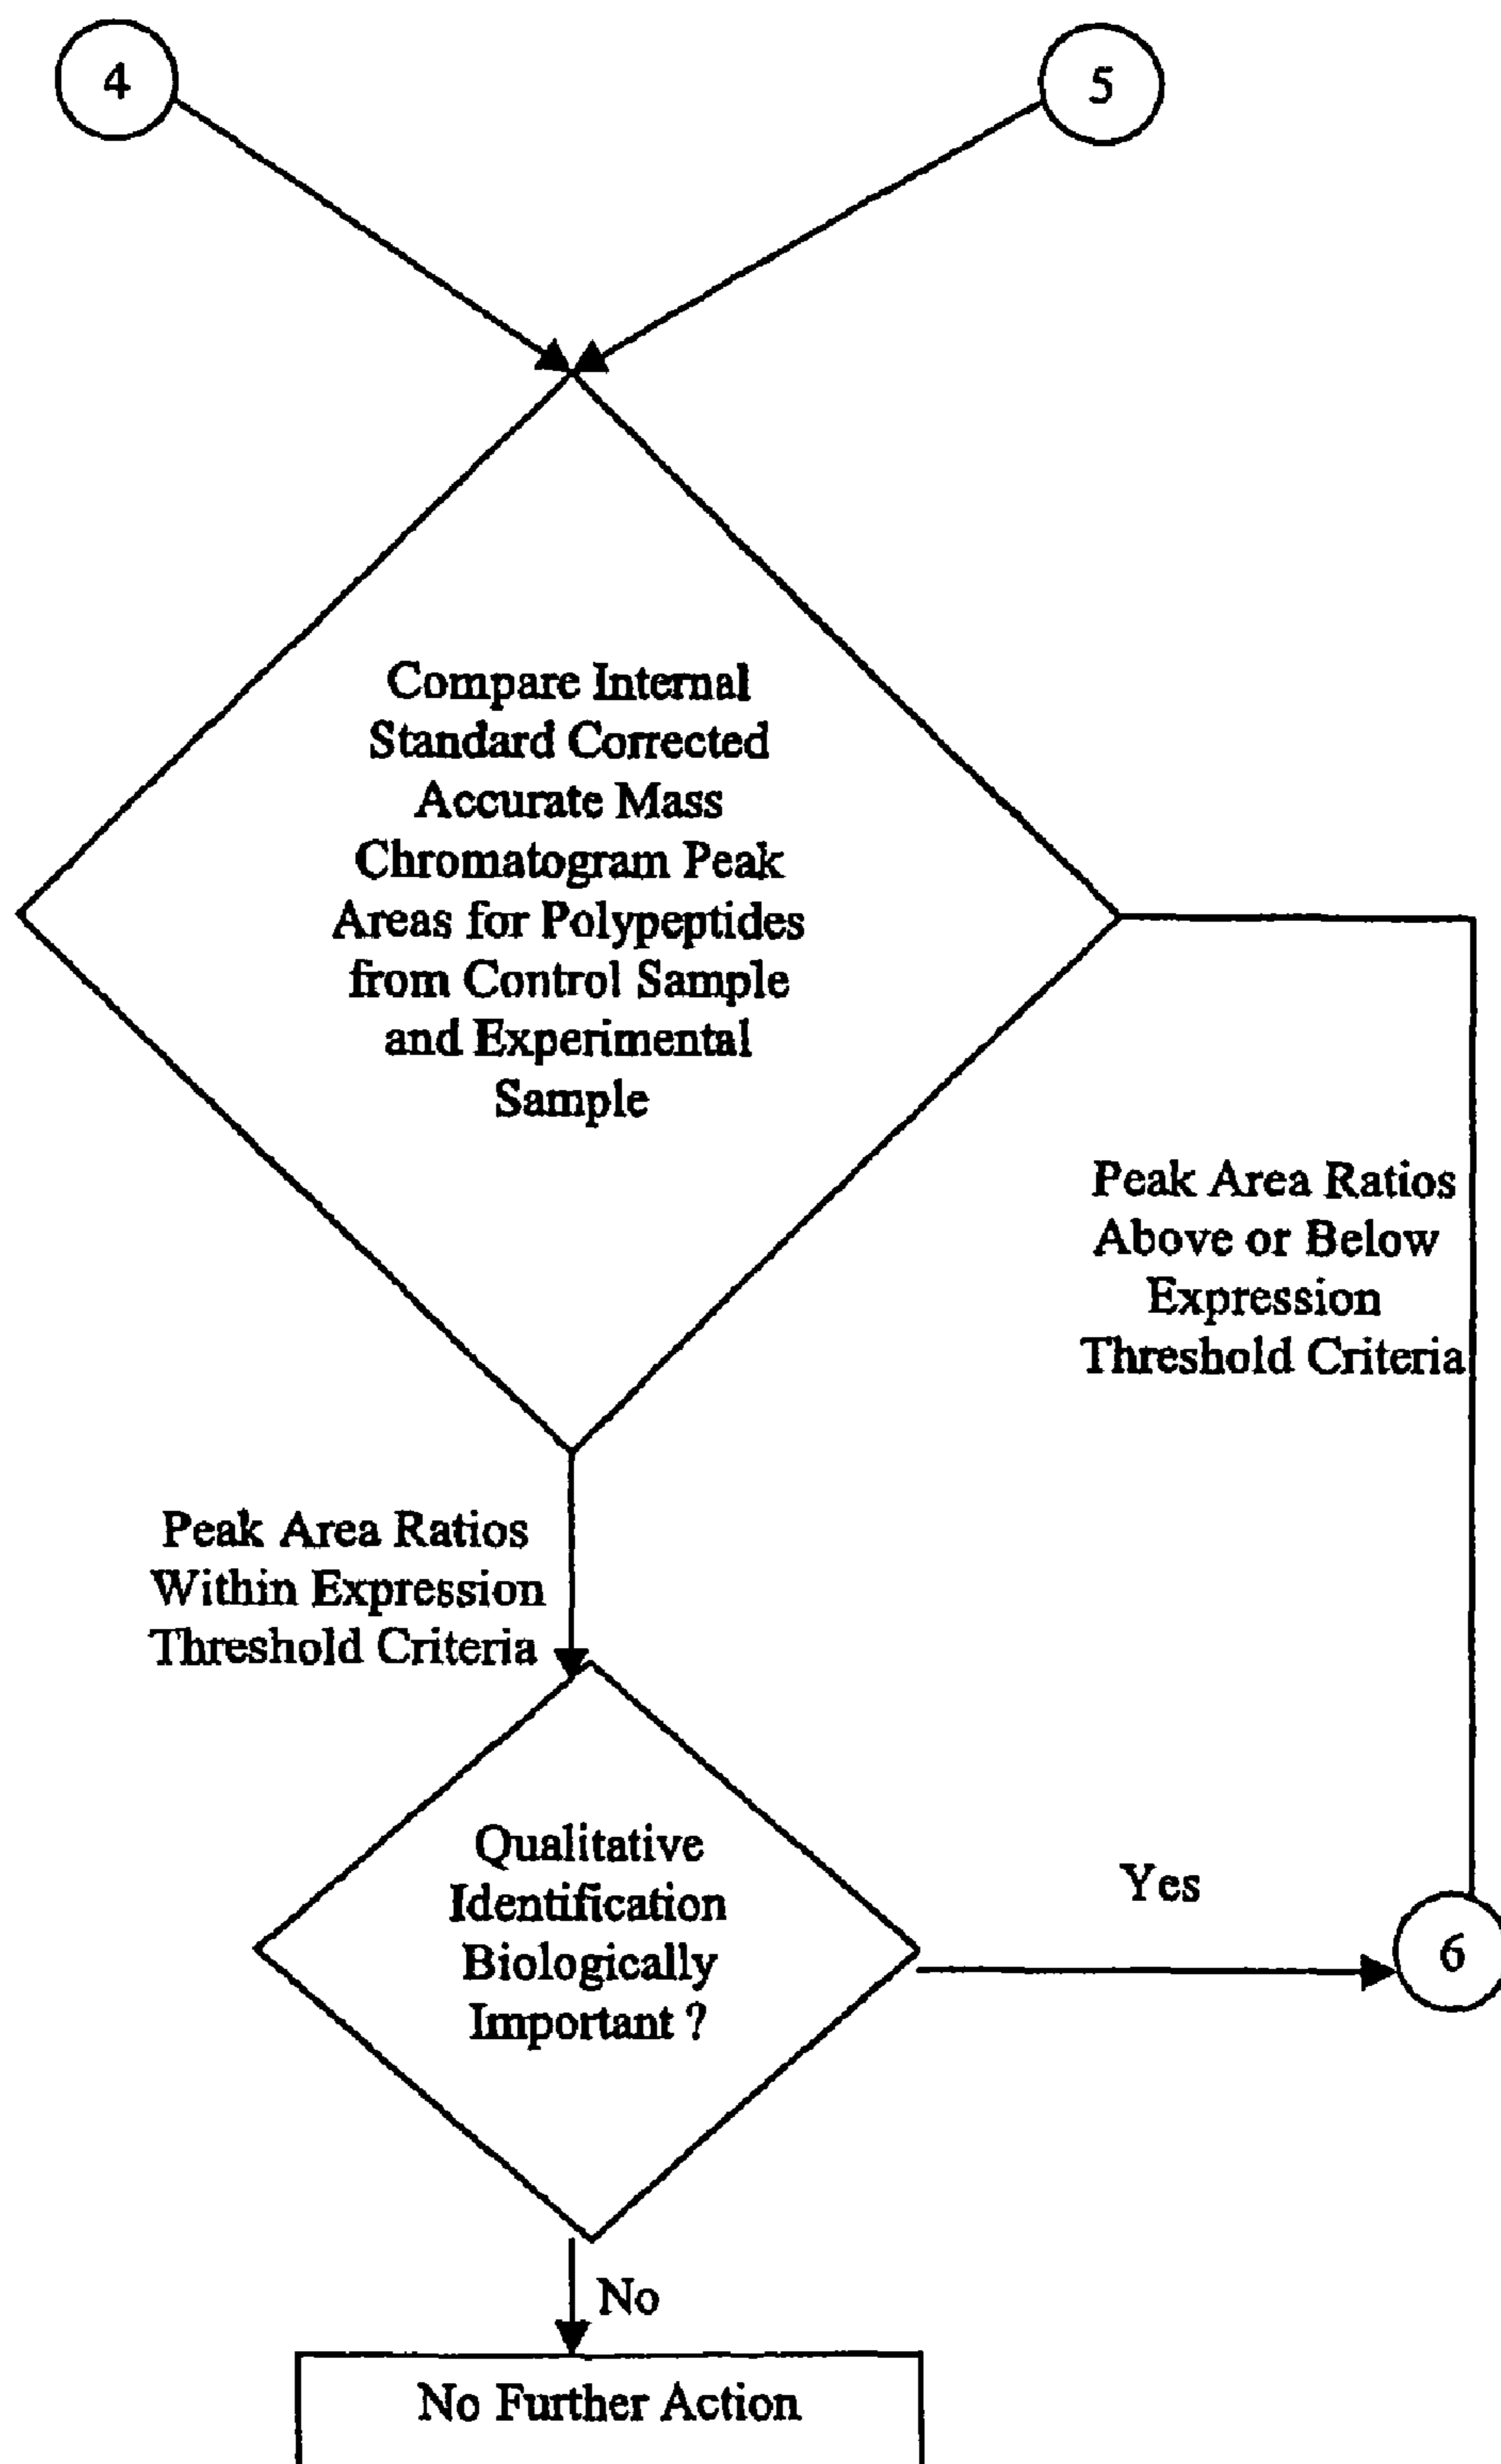 4
5
Compare Internal
Standard Corrected
Accurate Mass
Chromatogram Peak
Areas for Polypeptides
from Control Sample
and Experimental
Sample
Peak Area Ratios
Above or Below
Expression
Threshold Criteria
Peak Area Ratios
Within Expression
Threshold Criteria
Qualitative
Identification
Biologically
Important ?
Yes
6
No
No Further Action